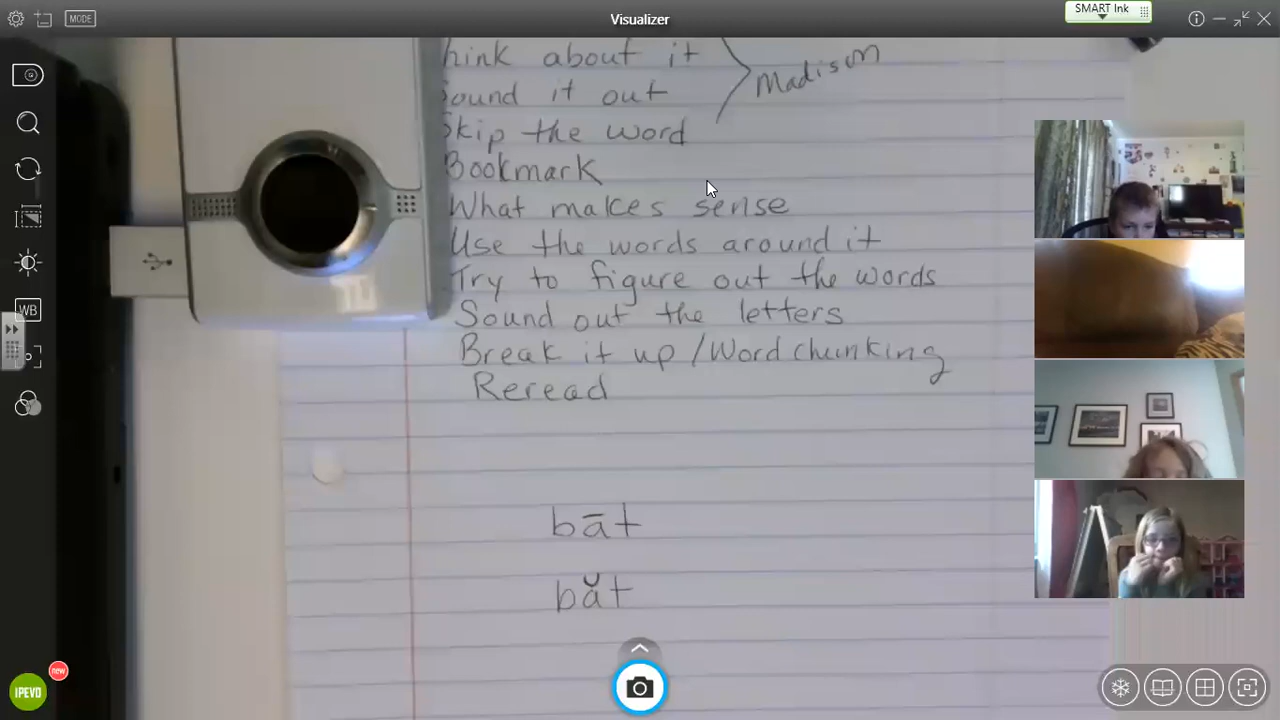 Visualizer
SMART Ink
MODE
hink about it
ound it out
Madison
Skip the word
Bookmark
What makes sense
Use the words around it
Try to figure out the words
WB
Sound out the letters
Break it up / Word chunking
Reread
bāt
băt
new
iPEVO